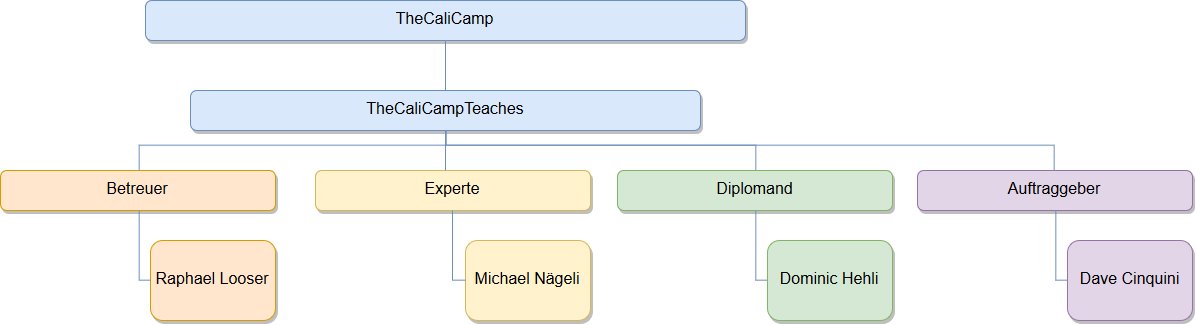 TheCaliCamp
TheCaliCampTeaches
Betreuer
Experte
Diplomand
Auftraggeber
Raphael Looser
Michael Nägeli
Dominic Hehli
Dave Cinquini